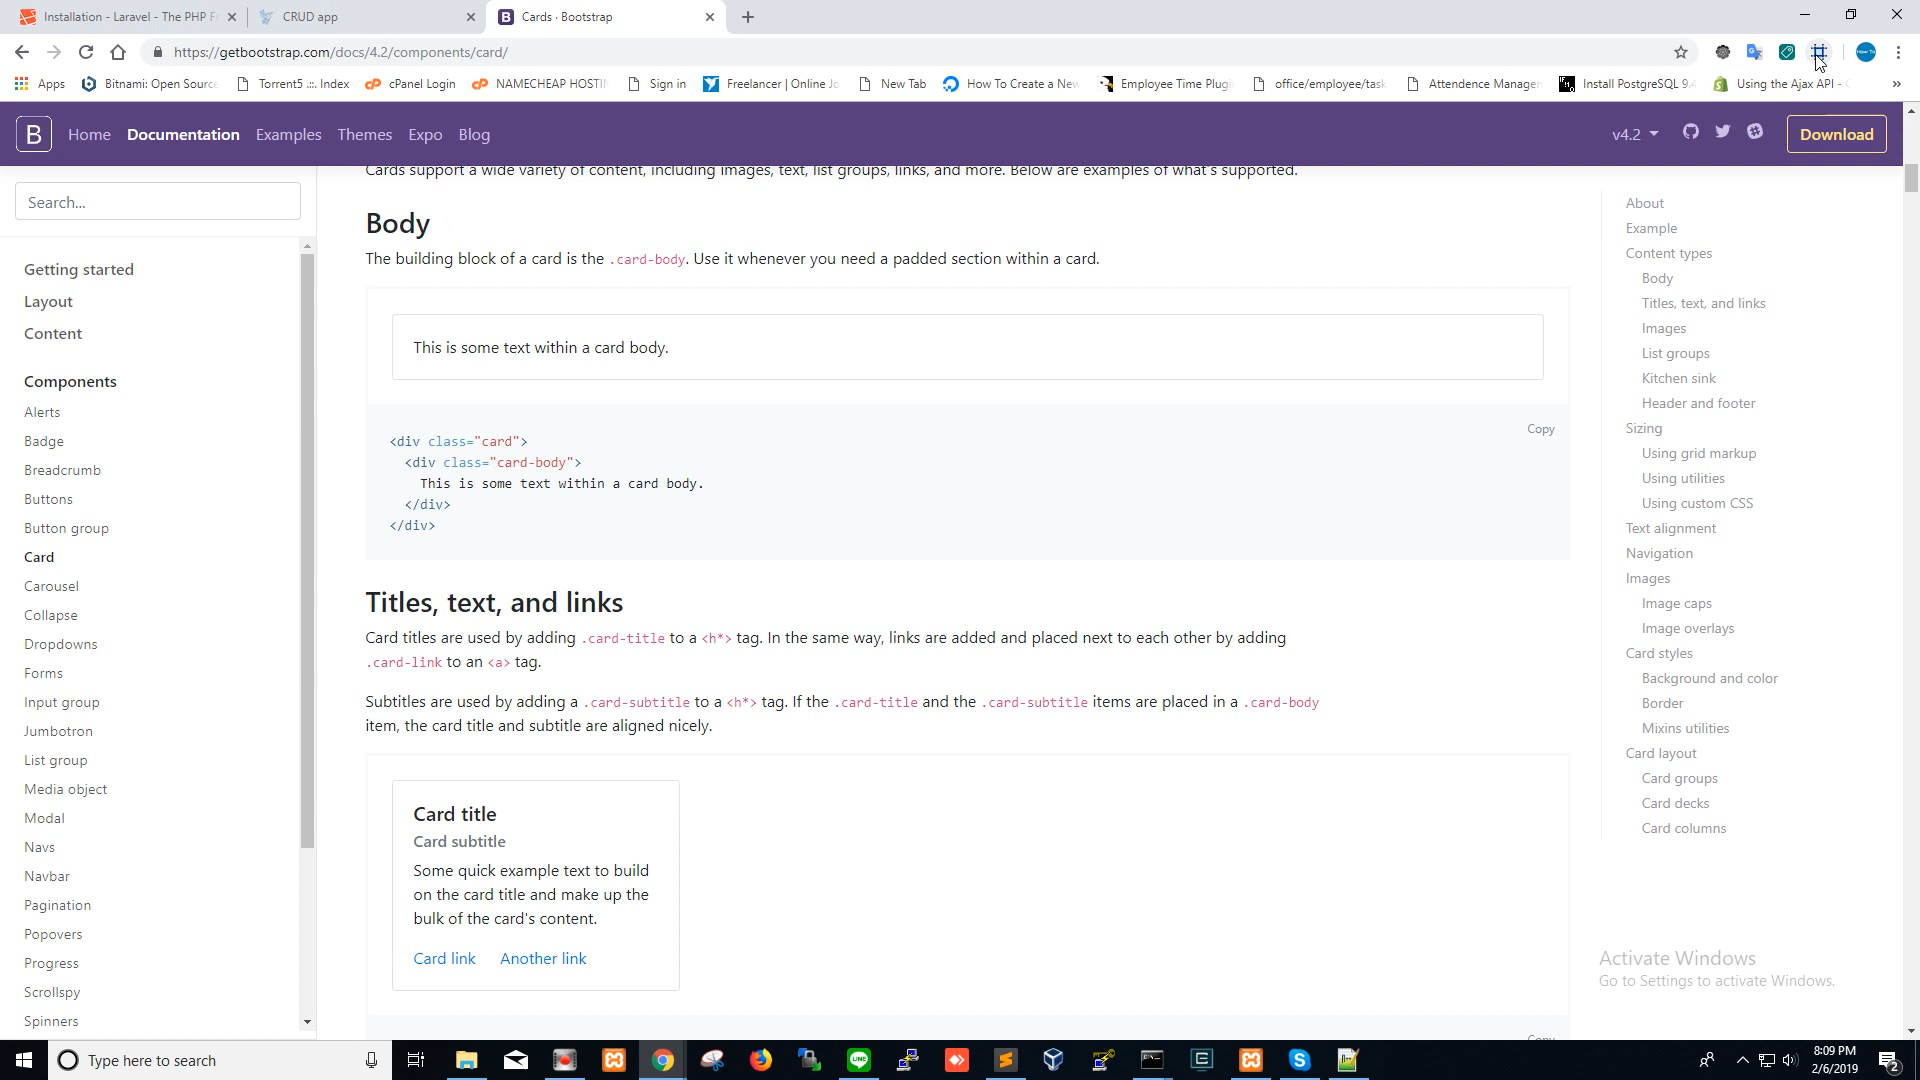 Installation - Laravel - The PHP F
CRUD app
Cards · Bootstrap
https://getbootstrap.com/docs/4.2/components/card/
Apps
Bitnami: Open Source
Torrent5 .::. Index
cPanel Login
NAMECHEAP HOSTI
Sign in
Freelancer | Online Jo
New Tab
How To Create a New
Employee Time Plugi
office/employee/task
Attendence Manager
Install PostgreSQL 9.4
Using the Ajax API -
»
B
Home
Documentation
Examples
Themes
Expo
Blog
v4.2
Download
Search...
Getting started
Layout
Content
Components
Alerts
Badge
Breadcrumb
Buttons
Button group
Card
Carousel
Collapse
Dropdowns
Forms
Input group
Jumbotron
List group
Media object
Modal
Navs
Navbar
Pagination
Popovers
Progress
Scrollspy
Spinners
Cards support a wide variety of content, including images, text, list groups, links, and more. Below are examples of what's supported.
Body
The building block of a card is the .card-body. Use it whenever you need a padded section within a card.
This is some text within a card body.
Copy
<div class="card">
<div class="card-body">
This is some text within a card body.
</div>
</div>
Titles, text, and links
Card titles are used by adding .card-title to a <h*> tag. In the same way, links are added and placed next to each other by adding
.card-link to an <a> tag.
Subtitles are used by adding a .card-subtitle to a <h*> tag. If the .card-title and the .card-subtitle items are placed in a .card-body
item, the card title and subtitle are aligned nicely.
Card title
Card subtitle
Some quick example text to build
on the card title and make up the
bulk of the card's content.
Card link Another link
Copy
About
Example
Content types
Body
Titles, text, and links
Images
List groups
Kitchen sink
Header and footer
Sizing
Using grid markup
Using utilities
Using custom CSS
Text alignment
Navigation
Images
Image caps
Image overlays
Card styles
Background and color
Border
Mixins utilities
Card layout
Card groups
Card decks
Card columns
Activate Windows
Go to Settings to activate Windows.
Type here to search
8:09 PM
2/6/2019
2